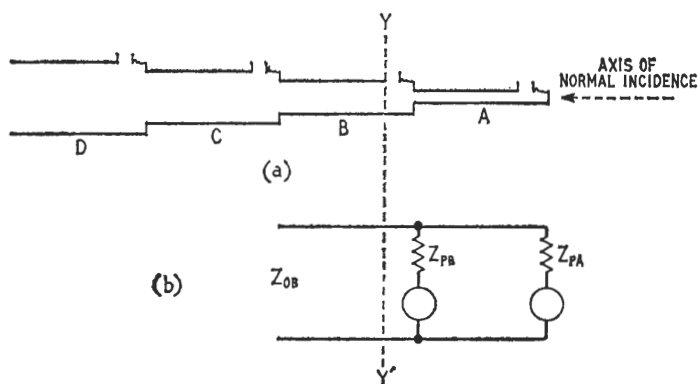 Y
AXIS OF
NORMAL INCIDENCE
A
B
C
D
(a)
(b)
Z_OB
Z_PB
Z_PA
Y'